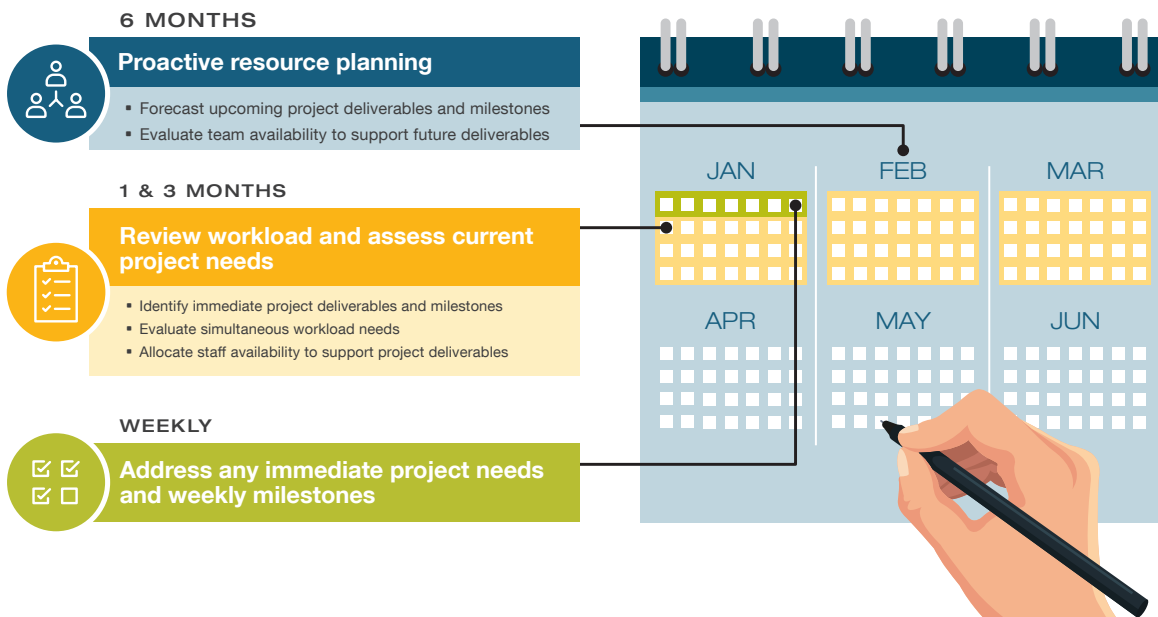 6 MONTHS
Proactive resource planning
▪ Forecast upcoming project deliverables and milestones
▪ Evaluate team availability to support future deliverables
1 & 3 MONTHS
Review workload and assess current
project needs
▪ Identify immediate project deliverables and milestones
▪ Evaluate simultaneous workload needs
▪ Allocate staff availability to support project deliverables
WEEKLY
Address any immediate project needs
and weekly milestones
JAN
FEB
MAR
APR
MAY
JUN